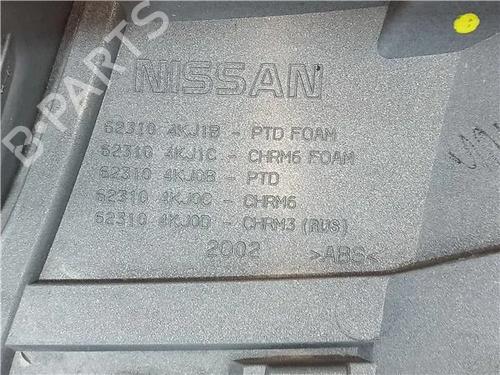 B-PARTS
NISSAN
62310 4KJ1B - PTD FOAM
62310 4KJ1C - CHRM6 FOAM
62310 4KJ0B - PTD
62310 4KJ0C - CHRM6
62310 4KJ0D - CHRM3 (RUS)
2002 >ABS<